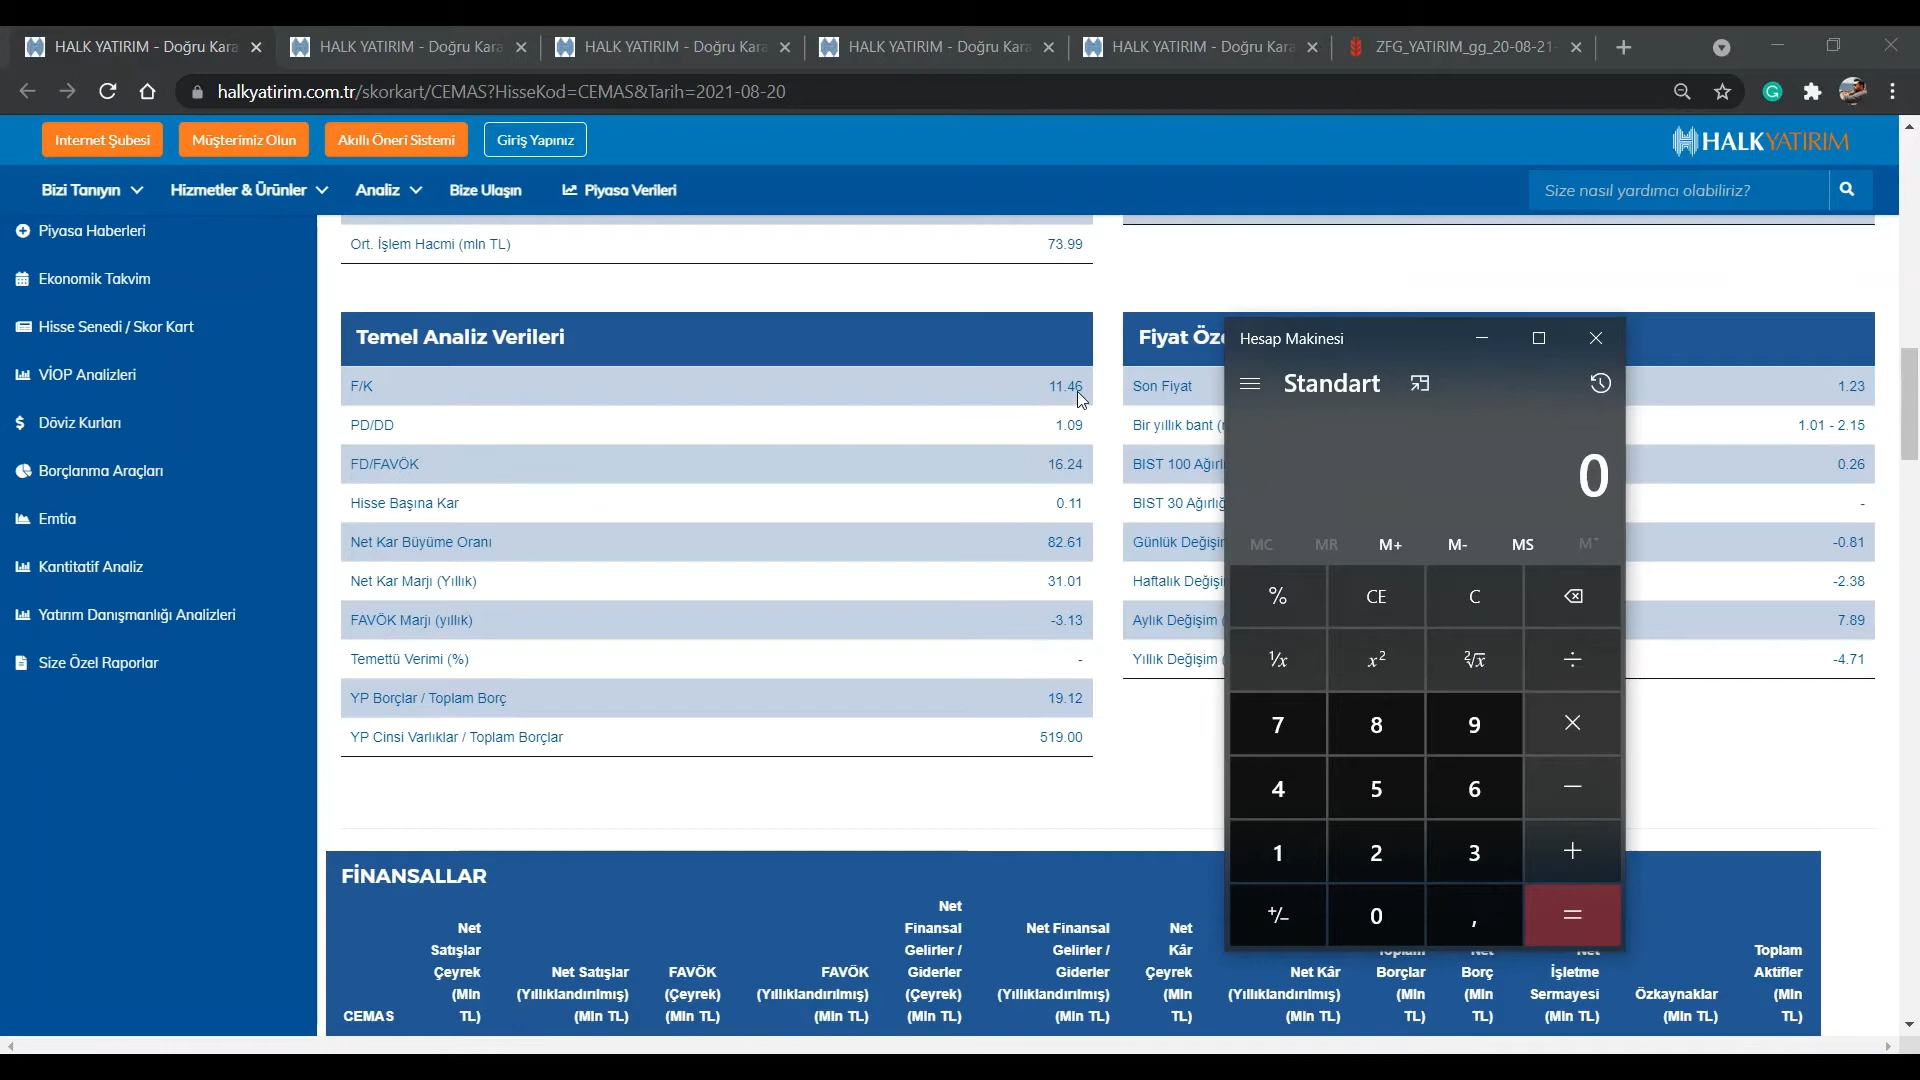 HALK YATIRIM - Doğru Kara
HALK YATIRIM - Doğru Kara
HALK YATIRIM - Doğru Kara
HALK YATIRIM - Doğru Kara
HALK YATIRIM - Doğru Kara
ZFG_YATIRIM_gg_20-08-21-
halkyatirim.com.tr/skorkart/CEMAS?HisseKod=CEMAS&Tarih=2021-08-20
Internet Şubesi
Müşterimiz Olun
Akıllı Öneri Sistemi
Giriş Yapınız
HALKYATIRIM
Bizi Tanıyın
Hizmetler & Ürünler
Analiz
Bize Ulaşın
Piyasa Verileri
Size nasıl yardımcı olabiliriz?
Piyasa Haberleri
Ekonomik Takvim
Hisse Senedi / Skor Kart
VİOP Analizleri
Döviz Kurları
Borçlanma Araçları
Emtia
Kantitatif Analiz
Yatırım Danışmanlığı Analizleri
Size Özel Raporlar
Ort. İşlem Hacmi (mln TL) 73.99
Temel Analiz Verileri
F/K 11.46
PD/DD 1.09
FD/FAVÖK 16.24
Hisse Başına Kar 0.11
Net Kar Büyüme Oranı 82.61
Net Kar Marjı (Yıllık) 31.01
FAVÖK Marjı (yıllık) -3.13
Temettü Verimi (%) -
YP Borçlar / Toplam Borç 19.12
YP Cinsi Varlıklar / Toplam Borçlar 519.00
Fiyat Öz
Son Fiyat 1.23
Bir yıllık bant ( 1.01 - 2.15
BIST 100 Ağırl 0.26
BIST 30 Ağırlığ -
Günlük Değişi -0.81
Haftalık Değiş -2.38
Aylık Değişim ( 7.89
Yıllık Değişim ( -4.71
Hesap Makinesi
Standart
0
MC MR M+ M- MS M˅
% CE C
⅟x x² ²√x ÷
7 8 9 ×
4 5 6 −
1 2 3 +
+/− 0 , =
FİNANSALLAR
CEMAS
Net
Satışlar
Çeyrek
(Mln
TL)
Net Satışlar
(Yıllıklandırılmış)
(Mln TL)
FAVÖK
(Çeyrek)
(Mln TL)
FAVÖK
(Yıllıklandırılmış)
(Mln TL)
Net
Finansal
Gelirler /
Giderler
(Çeyrek)
(Mln TL)
Net Finansal
Gelirler /
Giderler
(Yıllıklandırılmış)
(Mln TL)
Net
Kâr
Çeyrek
(Mln
TL)
Net Kâr
(Yıllıklandırılmış)
(Mln TL)
Toplam
Borçlar
(Mln
TL)
Net
Borç
(Mln
TL)
Net
İşletme
Sermayesi
(Mln TL)
Özkaynaklar
(Mln TL)
Toplam
Aktifler
(Mln
TL)